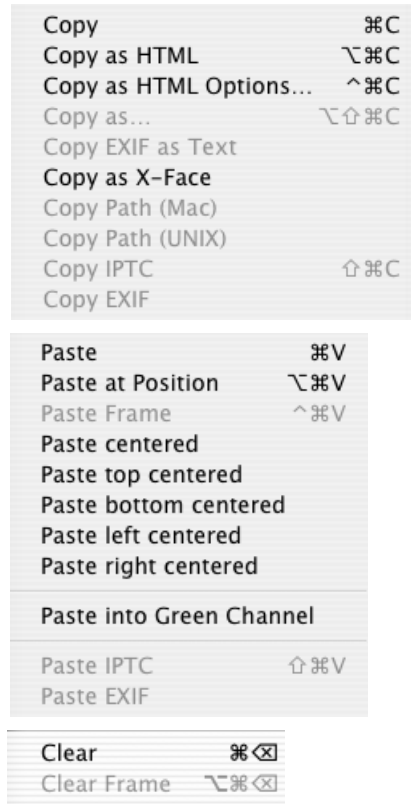 Copy ⌘C
Copy as HTML ⌥⌘C
Copy as HTML Options... ^⌘C
Copy as... ⌥⇧⌘C
Copy EXIF as Text
Copy as X-Face
Copy Path (Mac)
Copy Path (UNIX)
Copy IPTC ⇧⌘C
Copy EXIF
Paste ⌘V
Paste at Position ⌥⌘V
Paste Frame ^⌘V
Paste centered
Paste top centered
Paste bottom centered
Paste left centered
Paste right centered
Paste into Green Channel
Paste IPTC ⇧⌘V
Paste EXIF
Clear ⌘⌫
Clear Frame ⌥⌘⌫